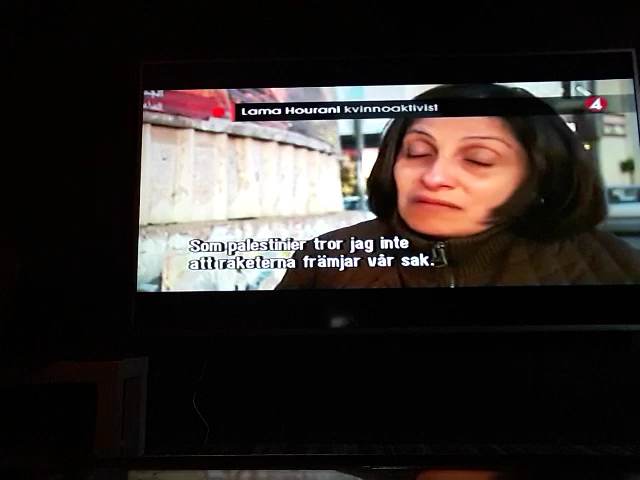 Lama Hourani kvinnoaktivist
4
Som palestinier tror jag inte
att raketerna främjar vår sak.